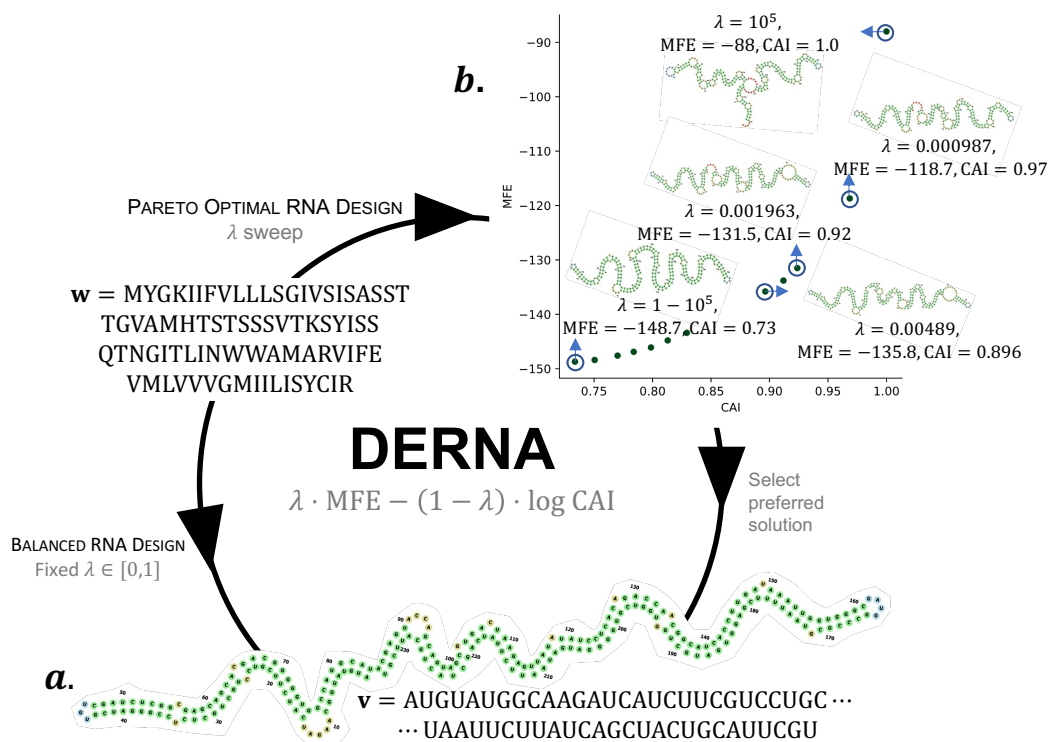 b.
λ = 10⁵,
MFE = −88, CAI = 1.0
λ = 0.000987,
MFE = −118.7, CAI = 0.97
λ = 0.001963,
MFE = −131.5, CAI = 0.92
λ = 1 − 10⁵,
MFE = −148.7, CAI = 0.73
λ = 0.00489,
MFE = −135.8, CAI = 0.896
−90
−100
−110
−120
−130
−140
−150
MFE
0.75 0.80 0.85 0.90 0.95 1.00
CAI
PARETO OPTIMAL RNA DESIGN
λ sweep
w = MYGKIIFVLLLSGIVSISASST
TGVAMHTSTSSSVTKSYISS
QTNGITLINWWAMARVIFE
VMLVVVGMIILISYCIR
DERNA
λ · MFE − (1 − λ) · log CAI
Select
preferred
solution
BALANCED RNA DESIGN
Fixed λ ∈ [0,1]
a.
v = AUGUAUGGCAAGAUCAUCUUCGUCCUGC ⋯
⋯ UAAUUCUUAUCAGCUACUGCAUUCGU